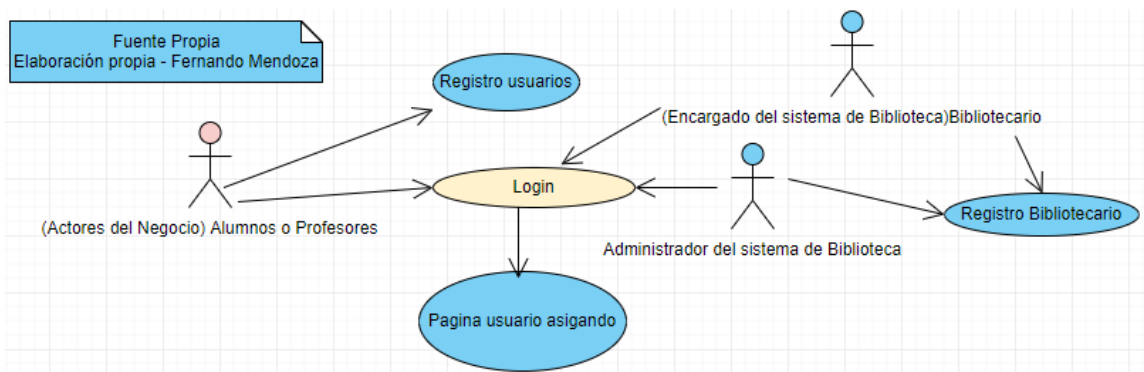 Fuente Propia
Elaboración propia - Fernando Mendoza
Registro usuarios
(Encargado del sistema de Biblioteca)Bibliotecario
Login
(Actores del Negocio) Alumnos o Profesores
Registro Bibliotecario
Administrador del sistema de Biblioteca
Pagina usuario asigando